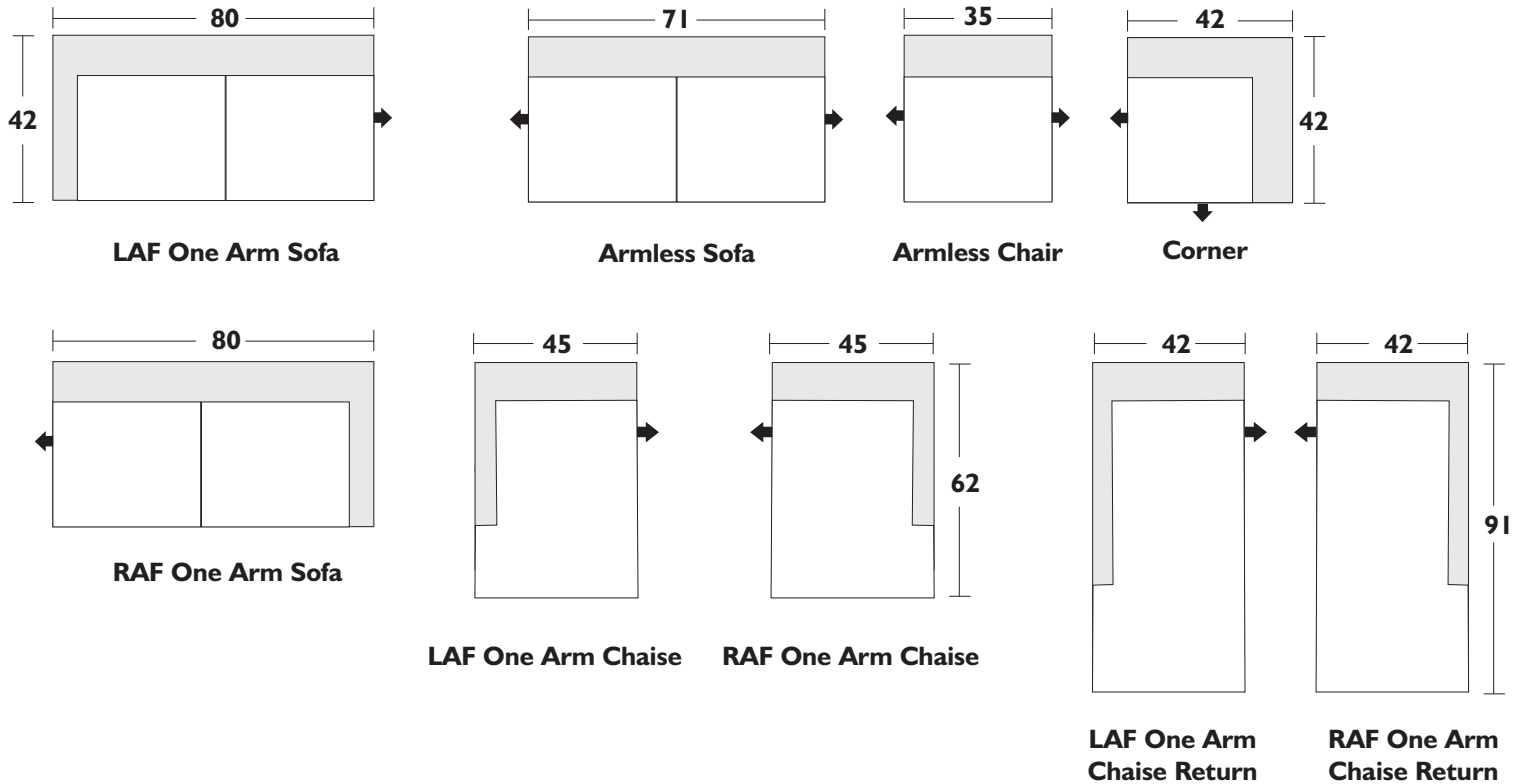 80
71
35
42
42
42
LAF One Arm Sofa
Armless Sofa
Armless Chair
Corner
80
45
45
42
42
62
91
RAF One Arm Sofa
LAF One Arm Chaise
RAF One Arm Chaise
LAF One Arm
Chaise Return
RAF One Arm
Chaise Return